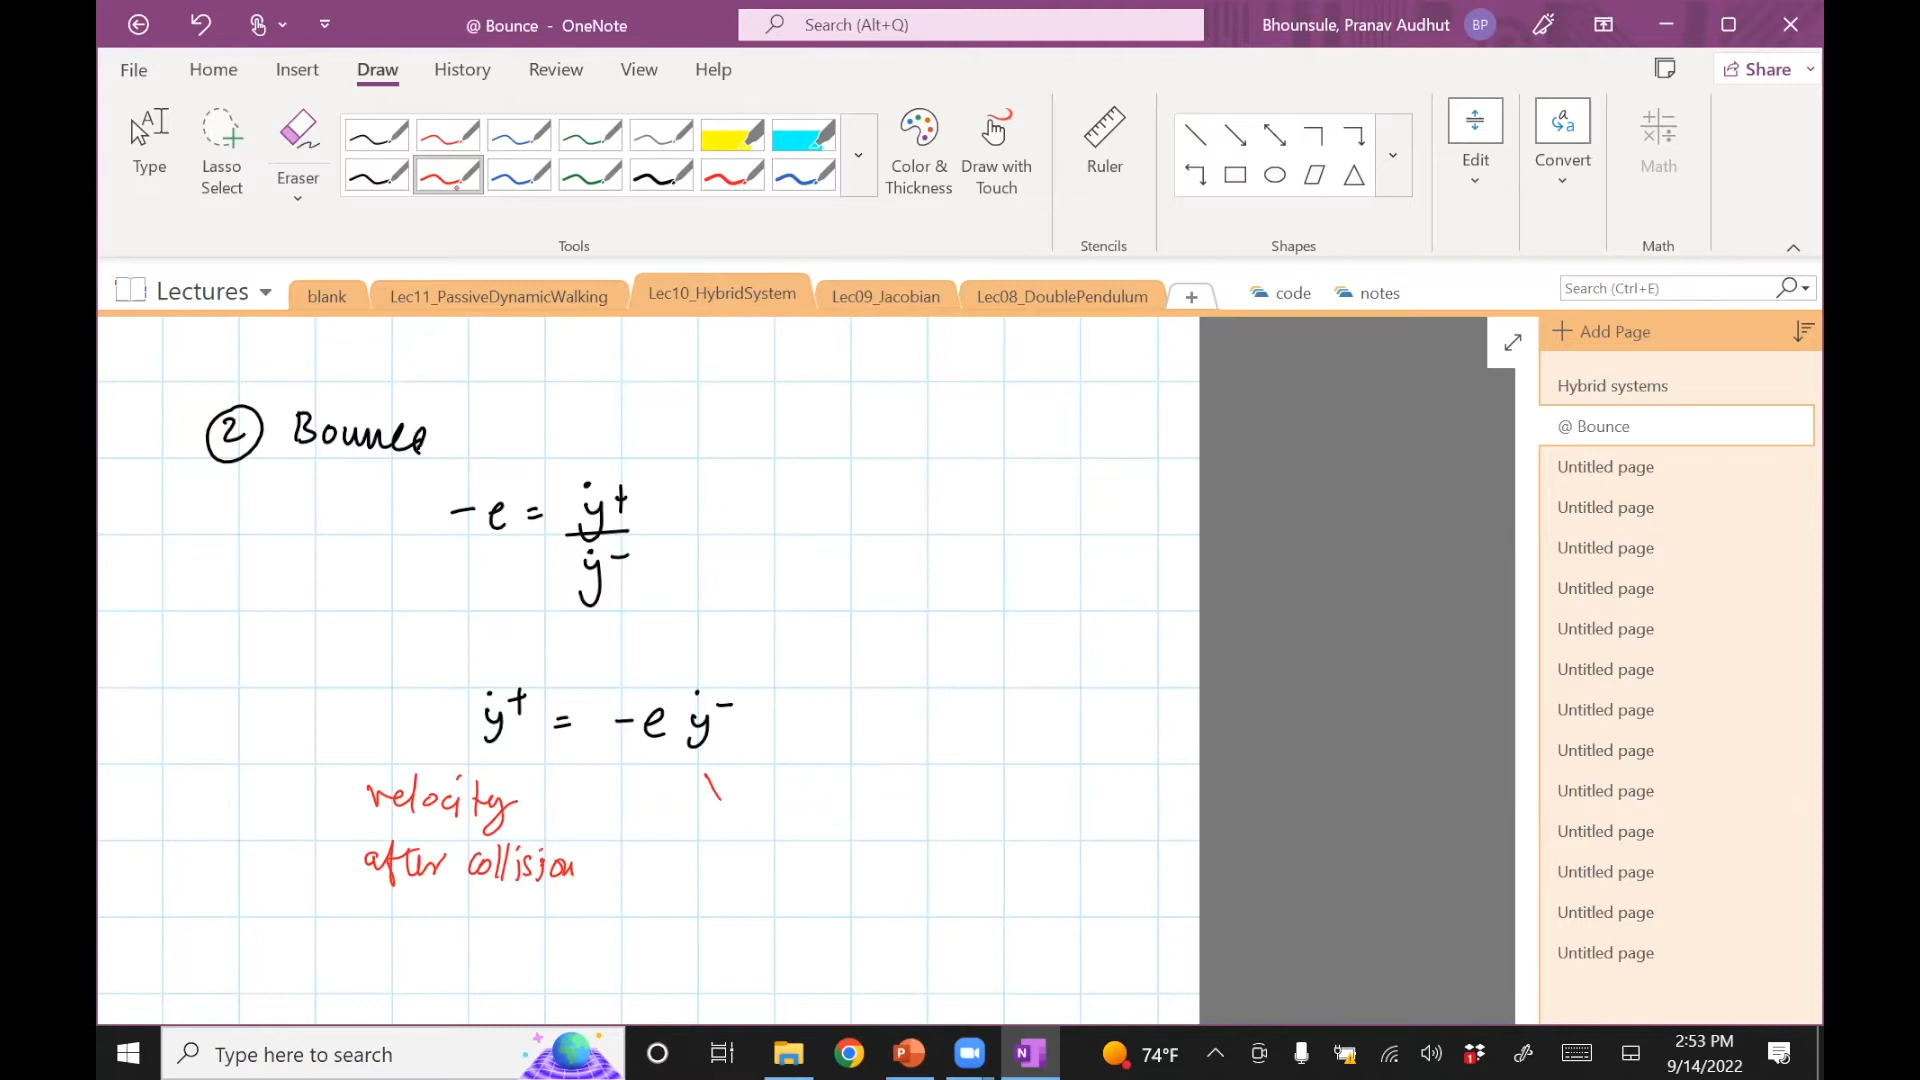 @ Bounce - OneNote
Search (Alt+Q)
Bhounsule, Pranav Audhut
BP
File Home Insert Draw History Review View Help
Share
Type
Lasso Select
Eraser
Color & Thickness
Draw with Touch
Ruler
Edit
Convert
Math
Tools
Stencils
Shapes
Math
Lectures
blank
Lec11_PassiveDynamicWalking
Lec10_HybridSystem
Lec09_Jacobian
Lec08_DoublePendulum
code
notes
Search (Ctrl+E)
② Bounce
-e = ẏ⁺ / ẏ⁻
ẏ⁺ = -e ẏ⁻
velocity
after collision
Add Page
Hybrid systems
@ Bounce
Untitled page
Untitled page
Untitled page
Untitled page
Untitled page
Untitled page
Untitled page
Untitled page
Untitled page
Untitled page
Untitled page
Untitled page
Untitled page
Type here to search
74°F
2:53 PM
9/14/2022